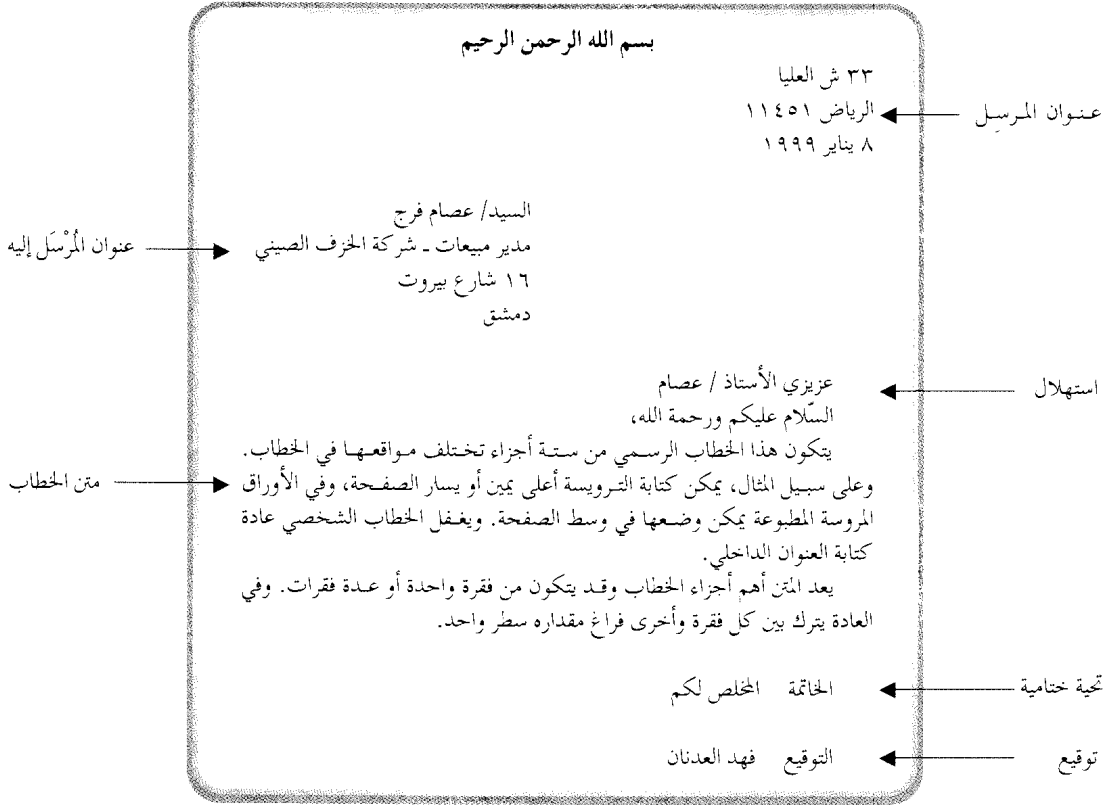 بسم الله الرحمن الرحيم
٣٣ ش العليا
الرياض ١١٤٥١
٨ يناير ١٩٩٩
عنوان المرسِل
السيد/ عصام فرج
مدير مبيعات ـ شركة الخزف الصيني
١٦ شارع بيروت
دمشق
عنوان المُرْسَل إليه
عزيزي الأستاذ / عصام
استهلال
السّلام عليكم ورحمة الله،
يتكون هذا الخطاب الرسمي من ستة أجزاء تختلف مواقعها في الخطاب.
وعلى سبيل المثال، يمكن كتابة الترويسة أعلى يمين أو يسار الصفحة، وفي الأوراق
المروسة المطبوعة يمكن وضعها في وسط الصفحة. ويغفل الخطاب الشخصي عادة
كتابة العنوان الداخلي.
يعد المتن أهم أجزاء الخطاب وقد يتكون من فقرة واحدة أو عدة فقرات. وفي
العادة يترك بين كل فقرة وأخرى فراغ مقداره سطر واحد.
متن الخطاب
الخاتمة المخلص لكم
تحية ختامية
التوقيع فهد العدنان
توقيع